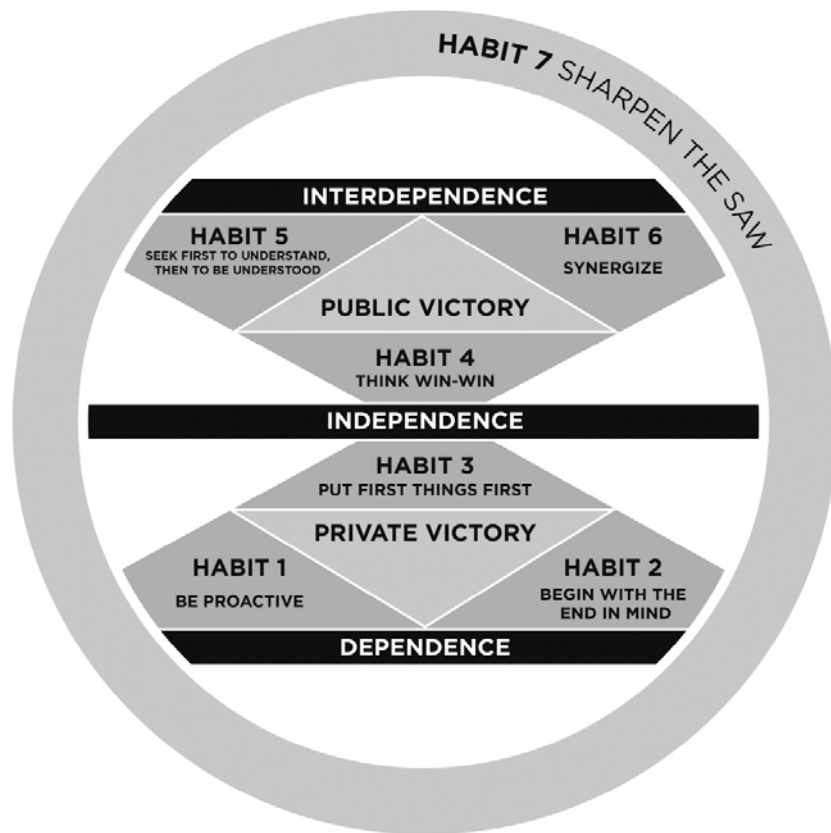 HABIT 7 SHARPEN THE SAW
INTERDEPENDENCE
HABIT 5
SEEK FIRST TO UNDERSTAND,
THEN TO BE UNDERSTOOD
HABIT 6
SYNERGIZE
PUBLIC VICTORY
HABIT 4
THINK WIN-WIN
INDEPENDENCE
HABIT 3
PUT FIRST THINGS FIRST
PRIVATE VICTORY
HABIT 1
BE PROACTIVE
HABIT 2
BEGIN WITH THE
END IN MIND
DEPENDENCE